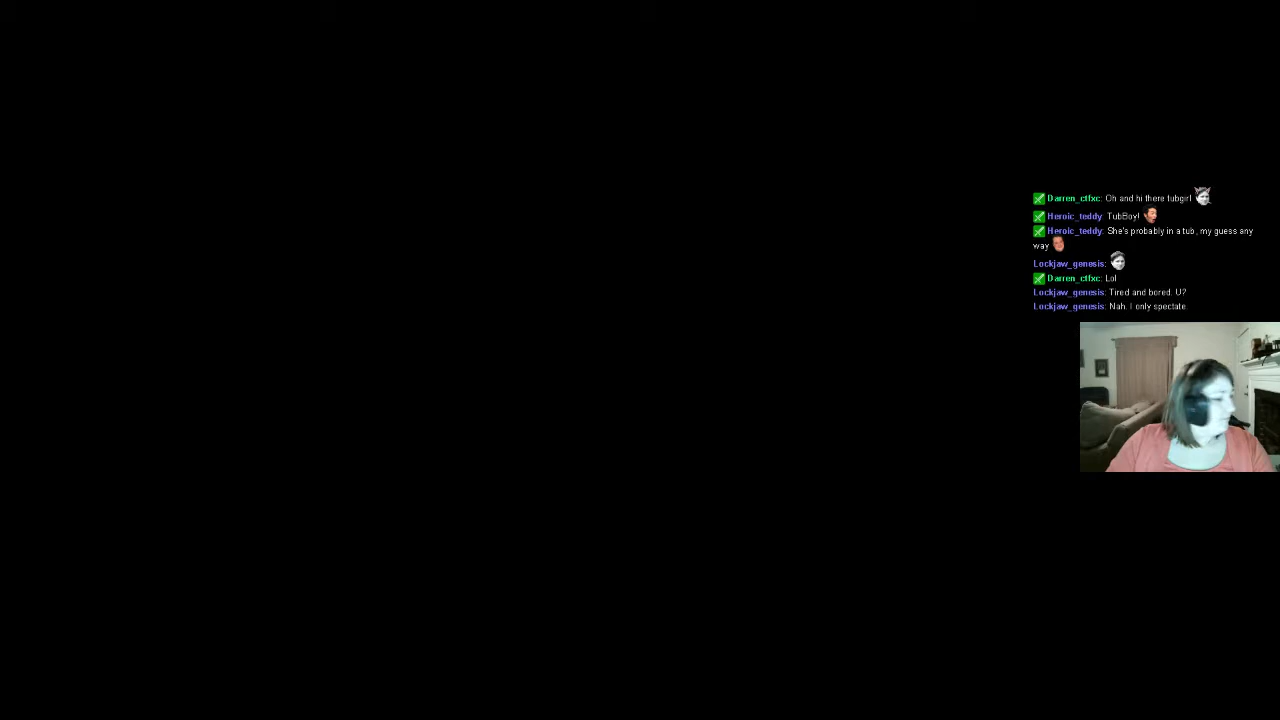 Darren_ctfxc: Oh and hi there tubgirl
Heroic_teddy: TubBoy!
Heroic_teddy: She's probably in a tub, my guess any
way
Lockjaw_genesis:
Darren_ctfxc: Lol
Lockjaw_genesis: Tired and bored. U?
Lockjaw_genesis: Nah. I only spectate.